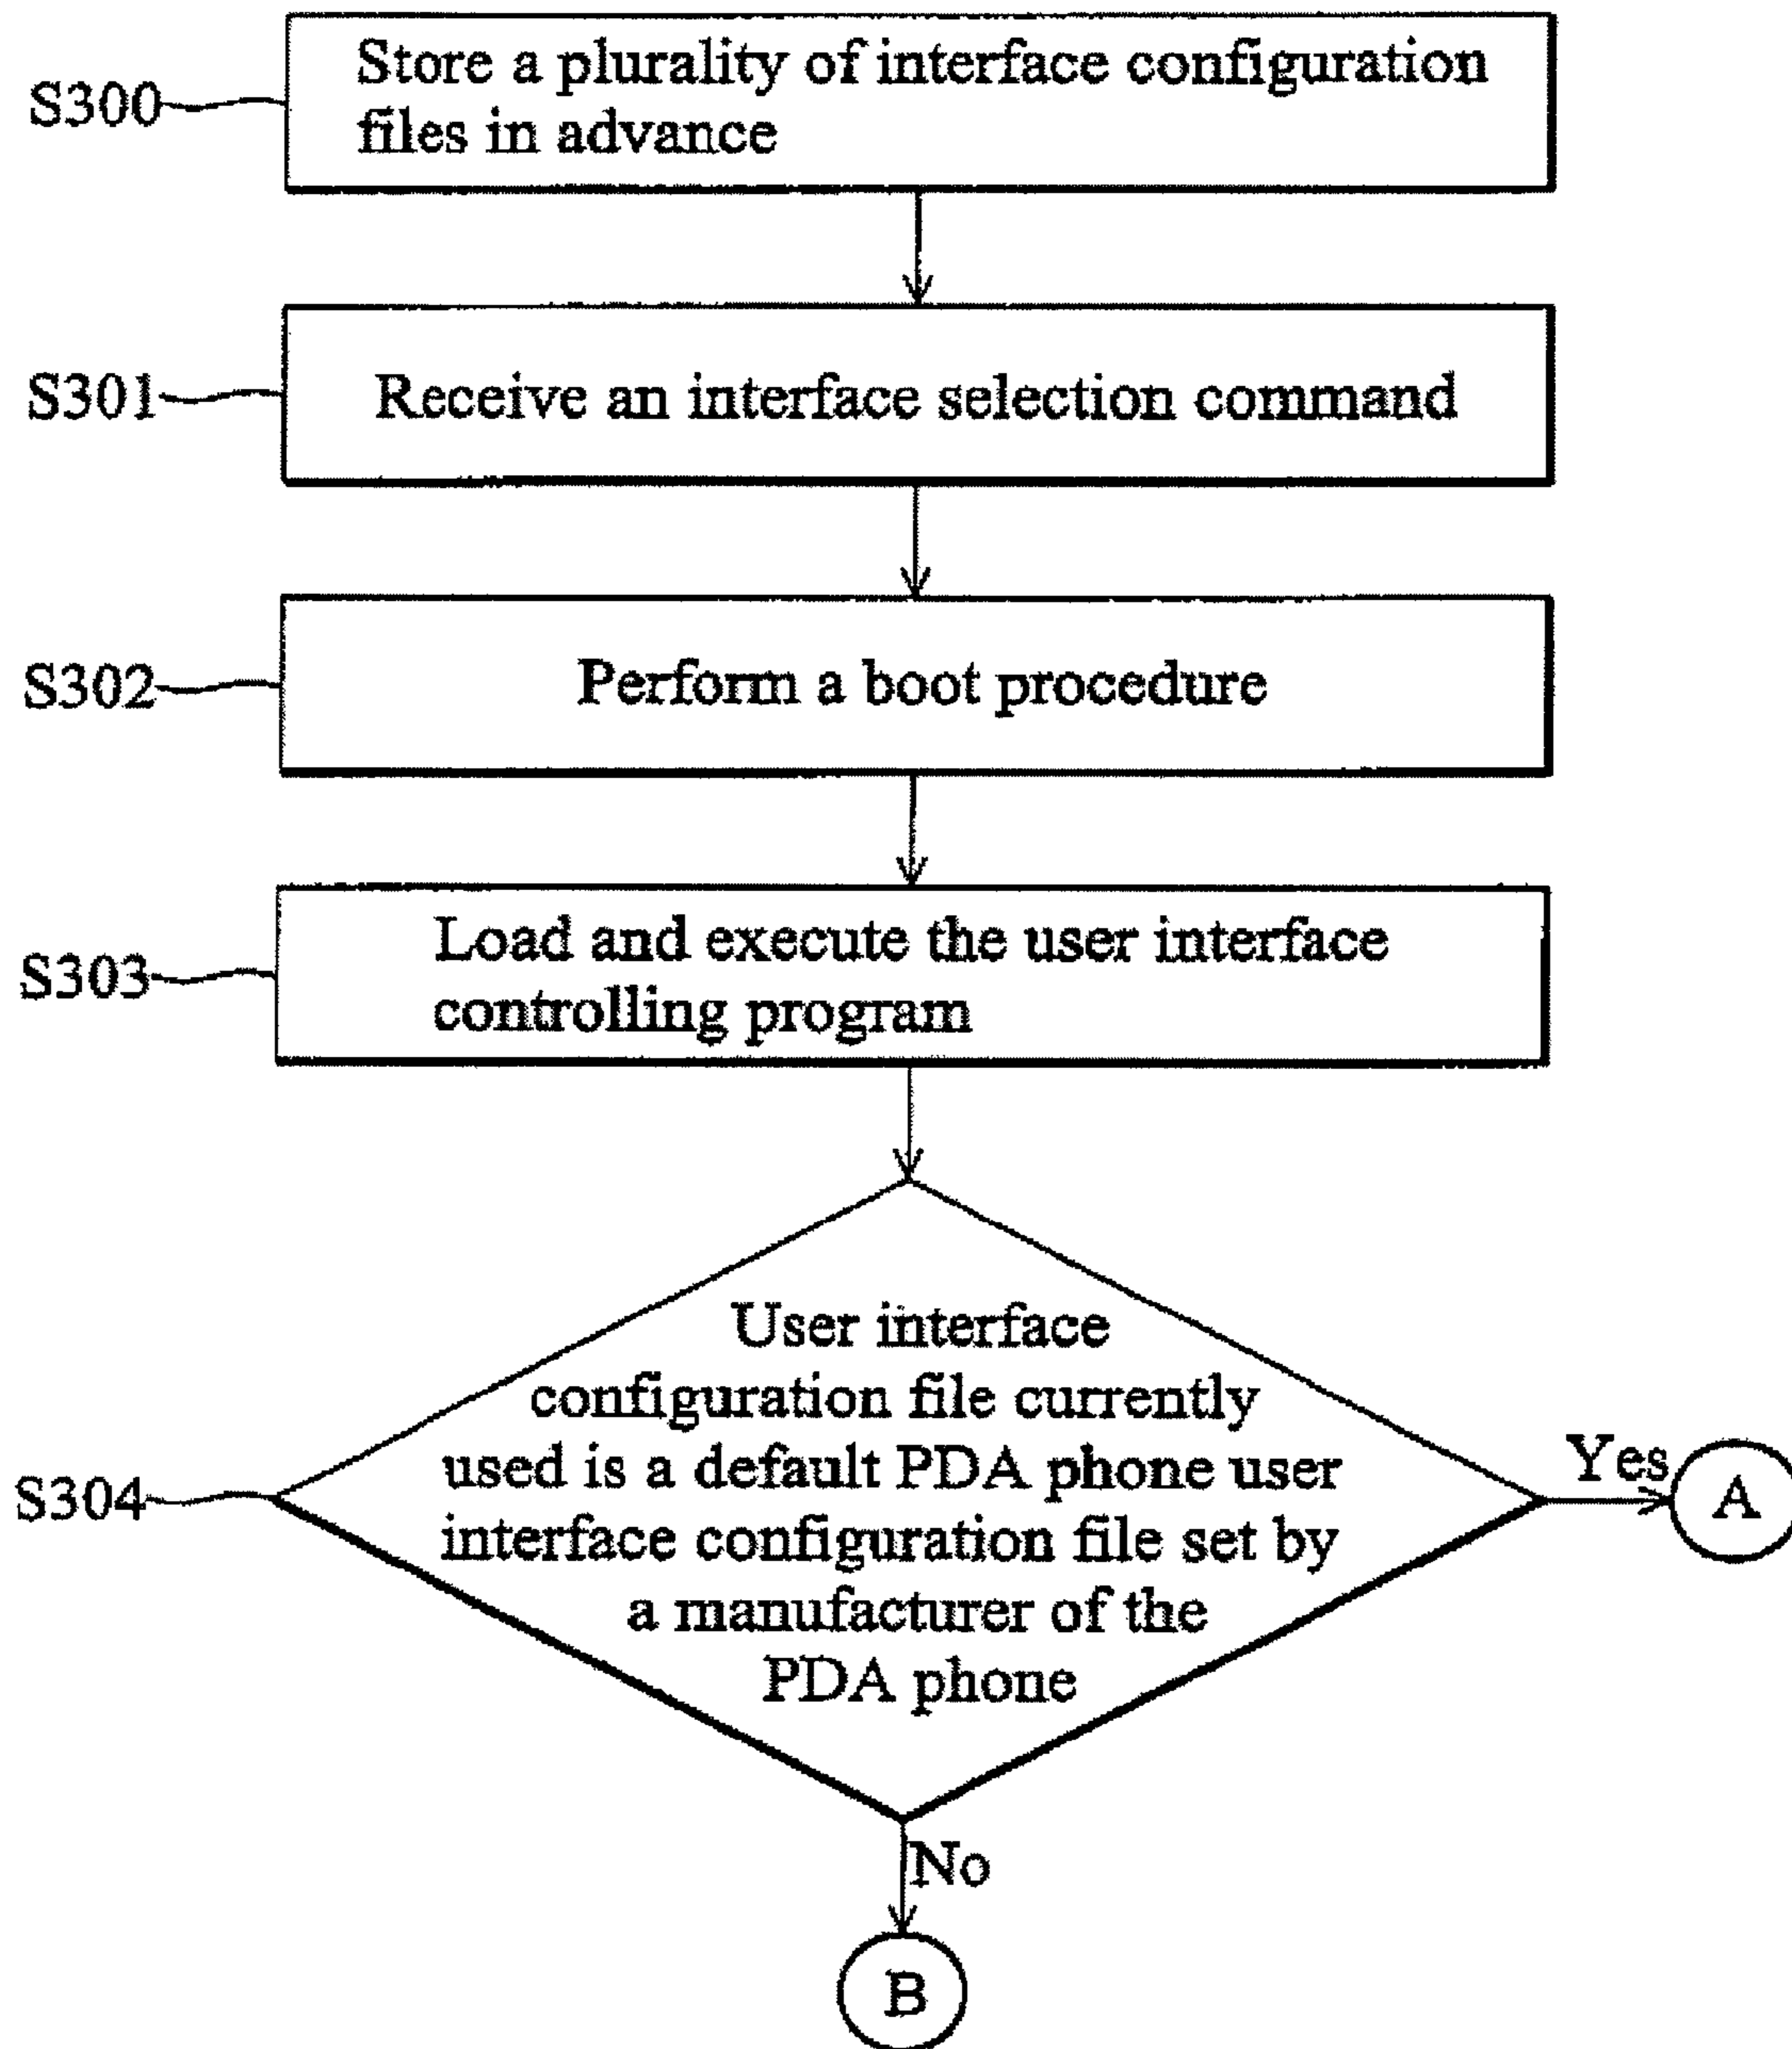 S300
Store a plurality of interface configuration
files in advance
S301
Receive an interface selection command
S302
Perform a boot procedure
S303
Load and execute the user interface
controlling program
S304
User interface
configuration file currently
used is a default PDA phone user
interface configuration file set by
a manufacturer of the
PDA phone
Yes
A
No
B